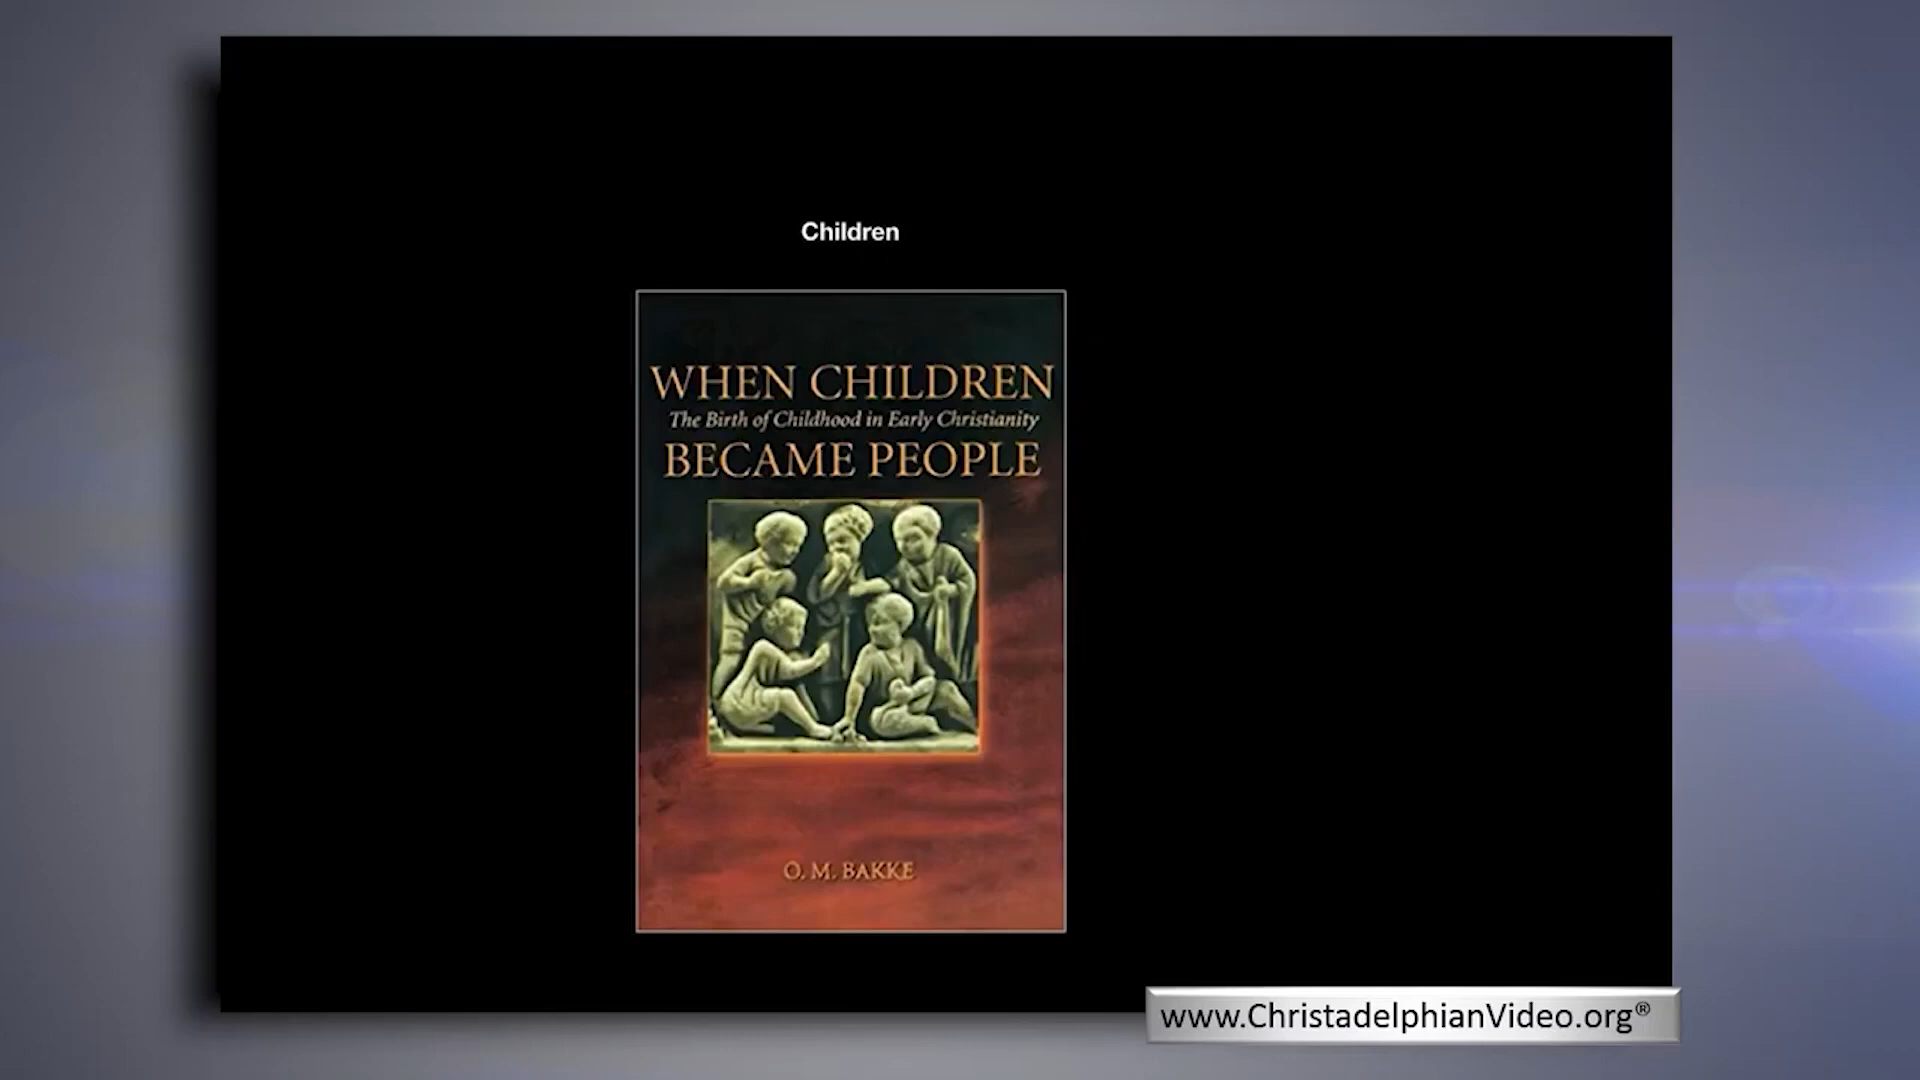 Children
WHEN CHILDREN
The Birth of Childhood in Early Christianity
BECAME PEOPLE
O. M. BAKKE
www.ChristadelphianVideo.org®